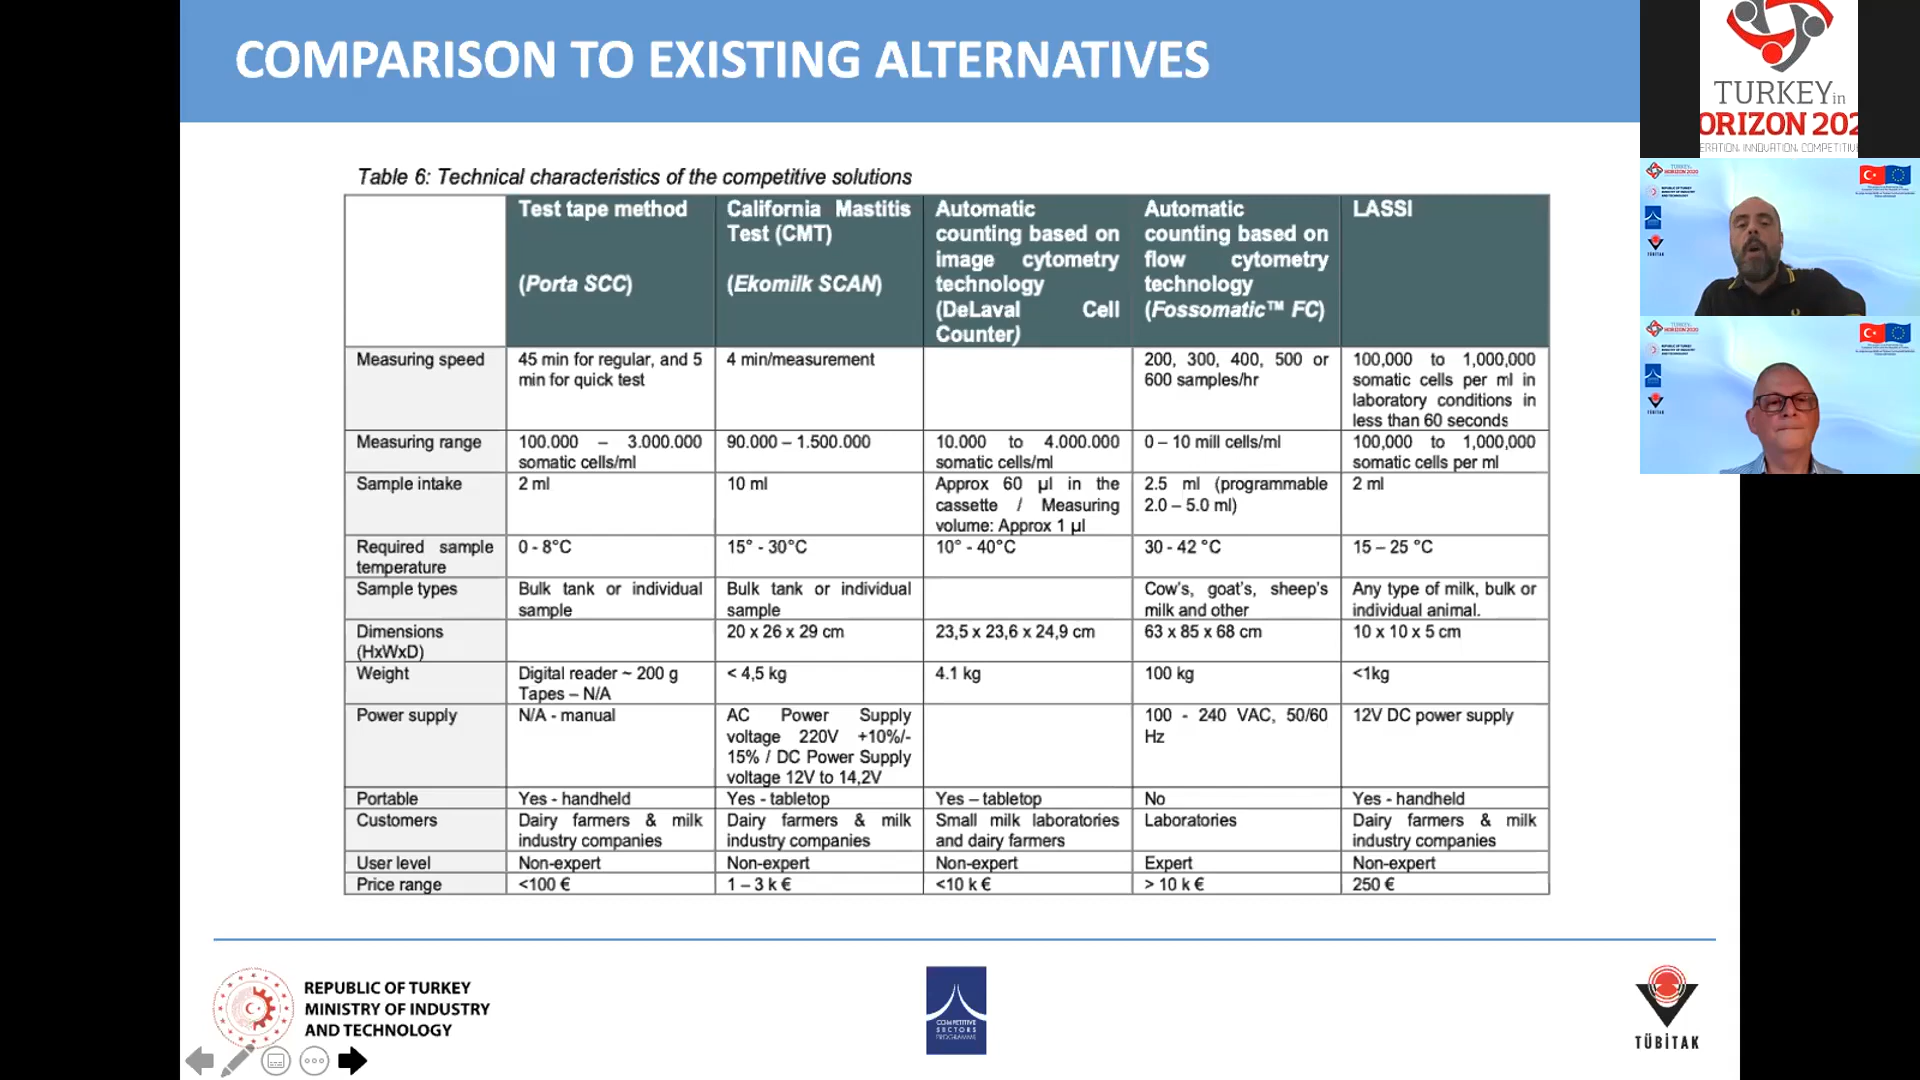 COMPARISON TO EXISTING ALTERNATIVES
Table 6: Technical characteristics of the competitive solutions
Test tape method
(Porta SCC)
California Mastitis
Test (CMT)
(Ekomilk SCAN)
Automatic
counting based on
image cytometry
technology
(DeLaval Cell
Counter)
Automatic
counting based on
flow cytometry
technology
(Fossomatic™ FC)
LASSI
Measuring speed
45 min for regular, and 5
min for quick test
4 min/measurement
200, 300, 400, 500 or
600 samples/hr
100,000 to 1,000,000
somatic cells per ml in
laboratory conditions in
less than 60 seconds
Measuring range
100.000 – 3.000.000
somatic cells/ml
90.000 – 1.500.000
10.000 to 4.000.000
somatic cells/ml
0 – 10 mill cells/ml
100,000 to 1,000,000
somatic cells per ml
Sample intake
2 ml
10 ml
Approx 60 µl in the
cassette / Measuring
volume: Approx 1 µl
2.5 ml (programmable
2.0 – 5.0 ml)
2 ml
Required sample
temperature
0 - 8°C
15° - 30°C
10° - 40°C
30 - 42 °C
15 – 25 °C
Sample types
Bulk tank or individual
sample
Bulk tank or individual
sample
Cow's, goat's, sheep's
milk and other
Any type of milk, bulk or
individual animal.
Dimensions
(HxWxD)
20 x 26 x 29 cm
23,5 x 23,6 x 24,9 cm
63 x 85 x 68 cm
10 x 10 x 5 cm
Weight
Digital reader ~ 200 g
Tapes – N/A
< 4,5 kg
4.1 kg
100 kg
<1kg
Power supply
N/A - manual
AC Power Supply
voltage 220V +10%/-
15% / DC Power Supply
voltage 12V to 14,2V
100 - 240 VAC, 50/60
Hz
12V DC power supply
Portable
Yes - handheld
Yes - tabletop
Yes – tabletop
No
Yes - handheld
Customers
Dairy farmers & milk
industry companies
Dairy farmers & milk
industry companies
Small milk laboratories
and dairy farmers
Laboratories
Dairy farmers & milk
industry companies
User level
Non-expert
Non-expert
Non-expert
Expert
Non-expert
Price range
<100 €
1 – 3 k €
<10 k €
> 10 k €
250 €
REPUBLIC OF TURKEY
MINISTRY OF INDUSTRY
AND TECHNOLOGY
COMPETITIVE
SECTORS
PROGRAMME
TÜBİTAK
TURKEY in
ORIZON 202
ERATION, INNOVATION, COMPETITIVE